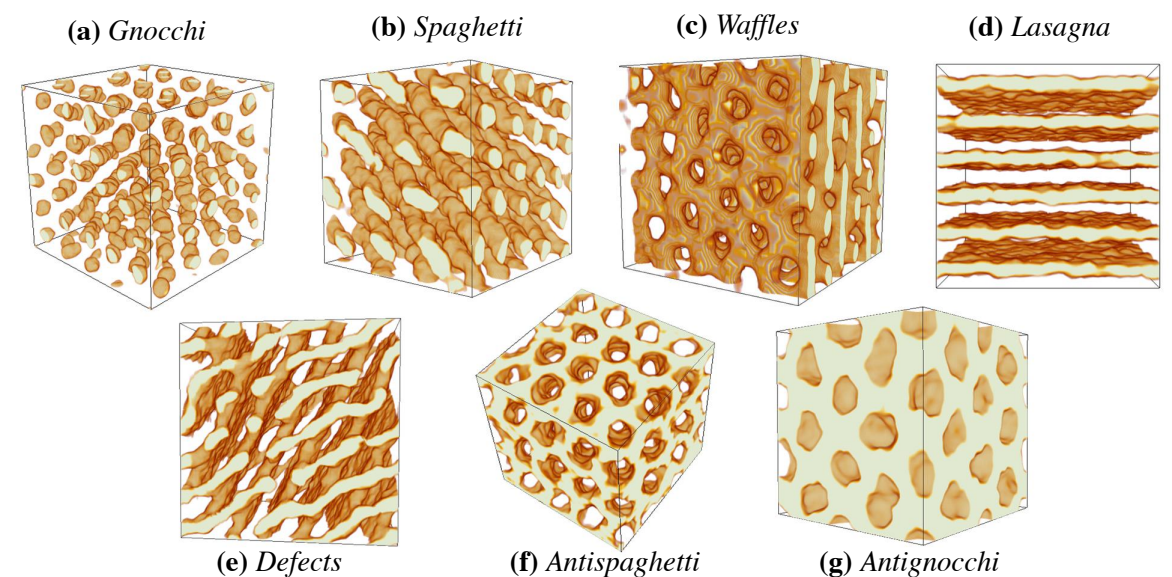 (a) Gnocchi
(b) Spaghetti
(c) Waffles
(d) Lasagna
(e) Defects
(f) Antispaghetti
(g) Antignocchi